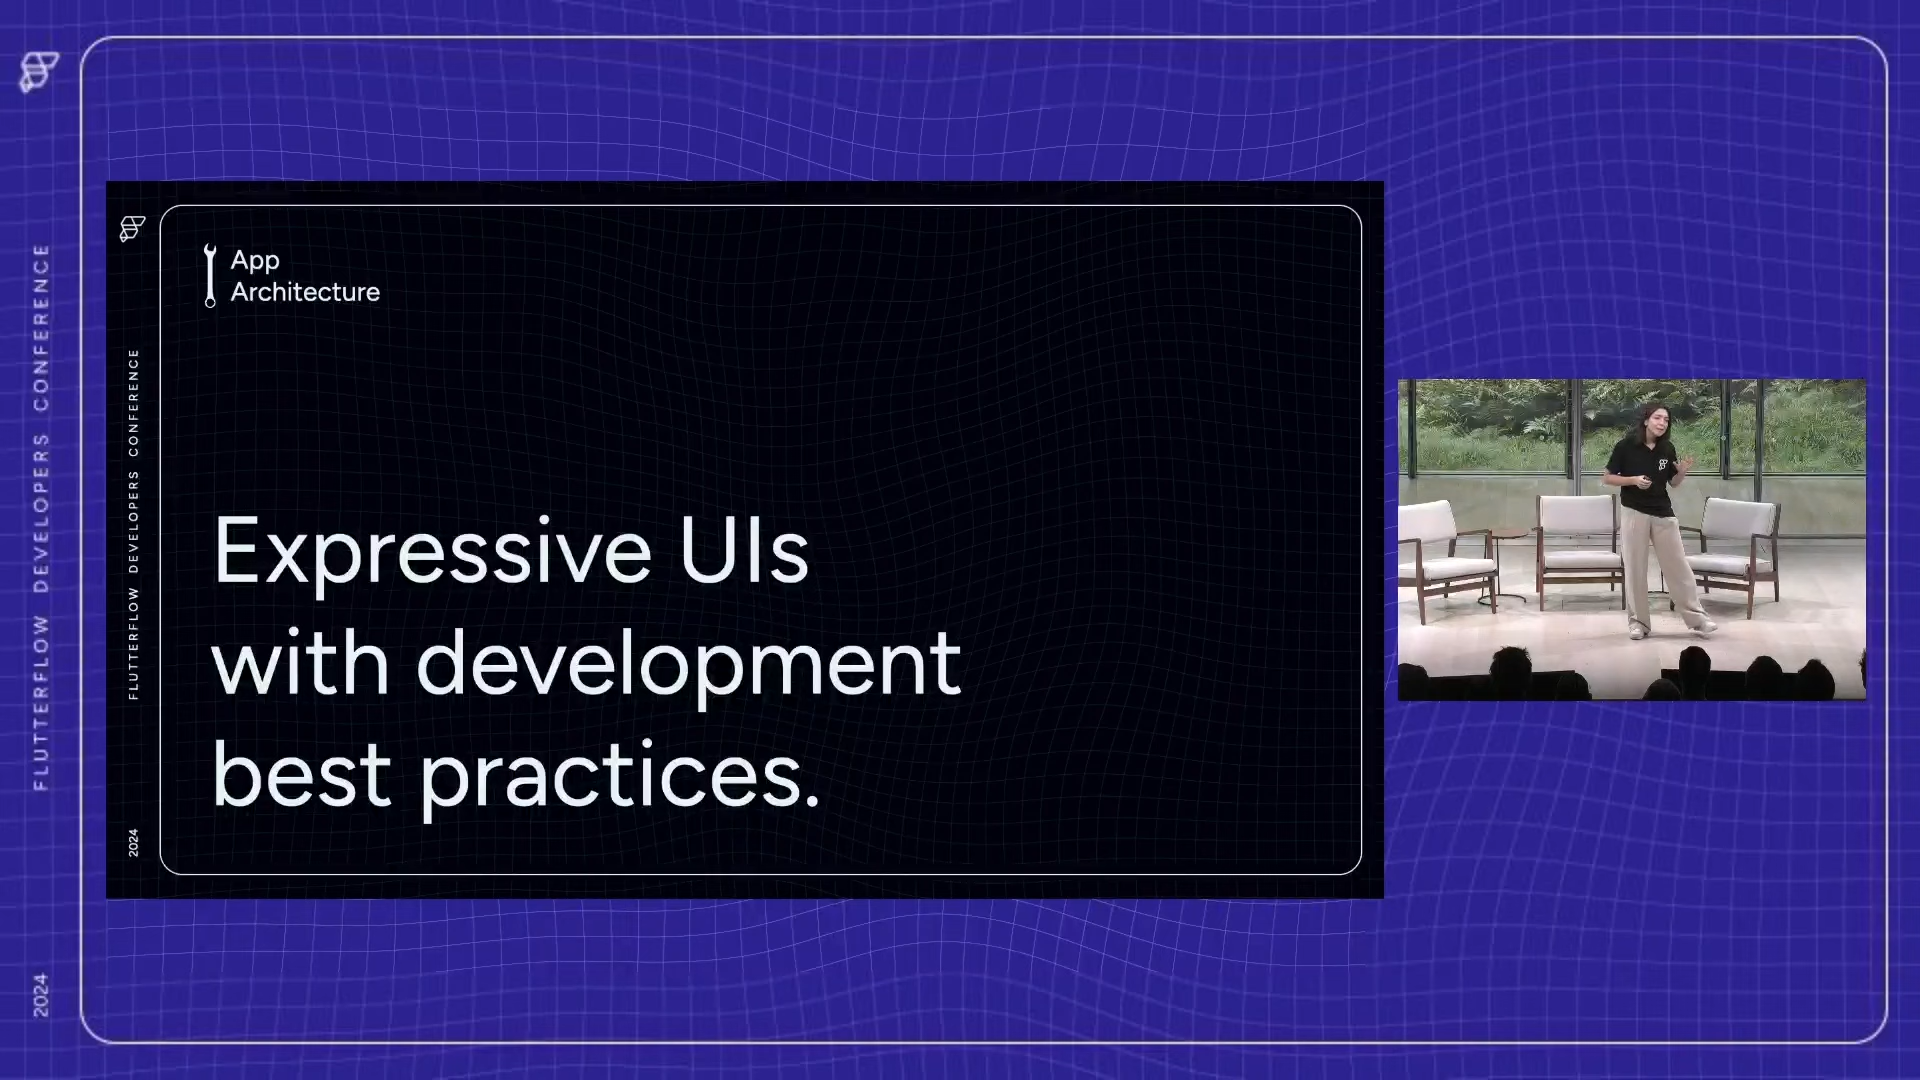 FLUTTERFLOW DEVELOPERS CONFERENCE
2024
FLUTTERFLOW DEVELOPERS CONFERENCE
2024
App
Architecture
Expressive UIs
with development
best practices.